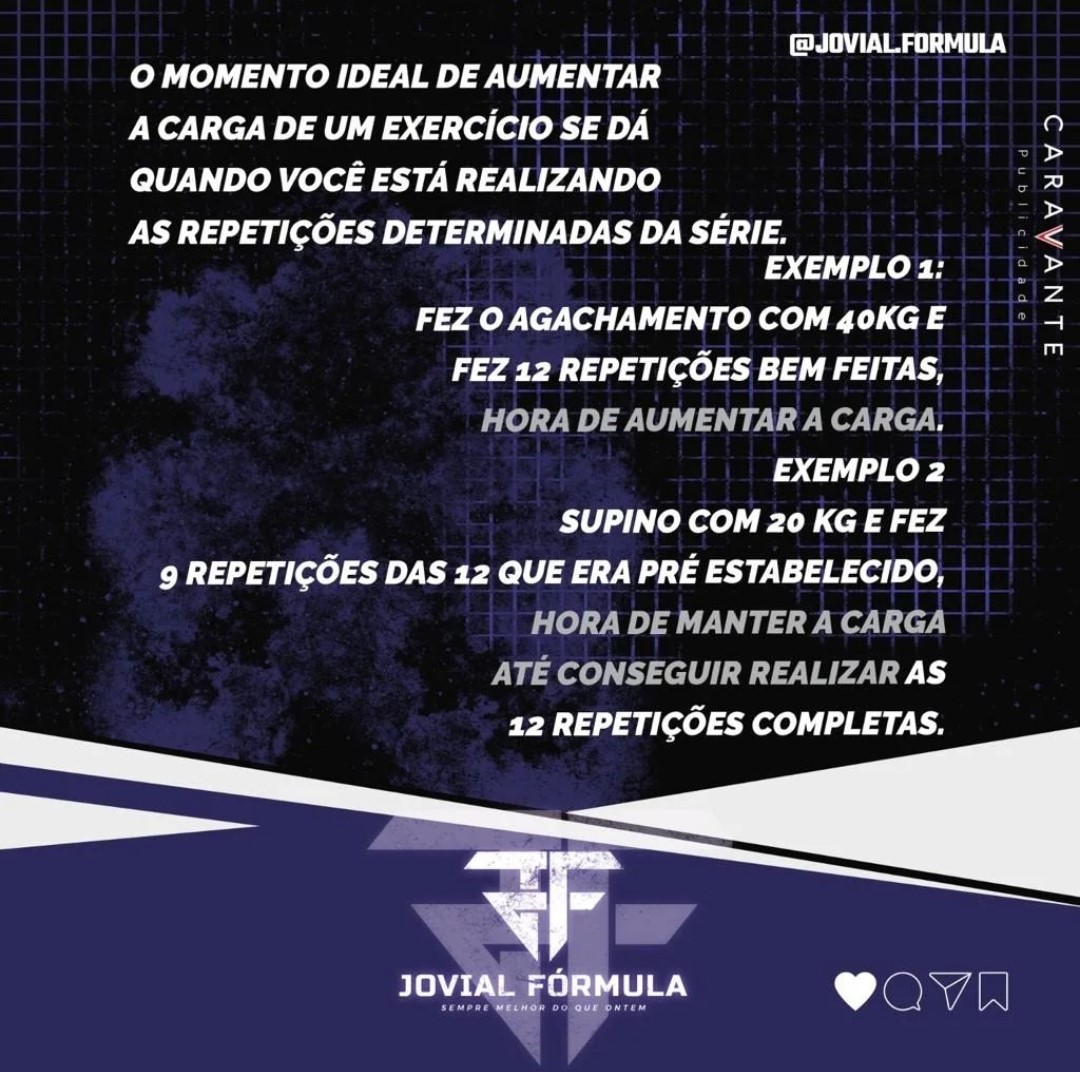 @JOVIAL.FORMULA
O MOMENTO IDEAL DE AUMENTAR
A CARGA DE UM EXERCÍCIO SE DÁ
QUANDO VOCÊ ESTÁ REALIZANDO
AS REPETIÇÕES DETERMINADAS DA SÉRIE.
EXEMPLO 1:
FEZ O AGACHAMENTO COM 40KG E
FEZ 12 REPETIÇÕES BEM FEITAS,
HORA DE AUMENTAR A CARGA.
EXEMPLO 2
SUPINO COM 20 KG E FEZ
9 REPETIÇÕES DAS 12 QUE ERA PRÉ ESTABELECIDO,
HORA DE MANTER A CARGA
ATÉ CONSEGUIR REALIZAR AS
12 REPETIÇÕES COMPLETAS.
CARAVANTE
Publicidade
JF
JOVIAL FÓRMULA
SEMPRE MELHOR DO QUE ONTEM